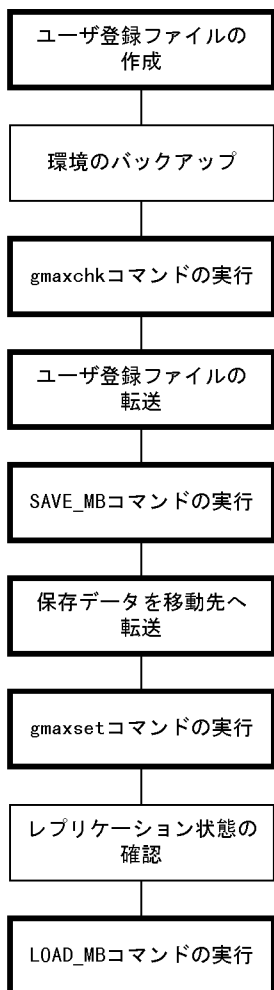 ユーザ登録ファイルの
作成
環境のバックアップ
gmaxchkコマンドの実行
ユーザ登録ファイルの
転送
SAVE_MBコマンドの実行
保存データを移動先へ
転送
gmaxsetコマンドの実行
レプリケーション状態の
確認
LOAD_MBコマンドの実行